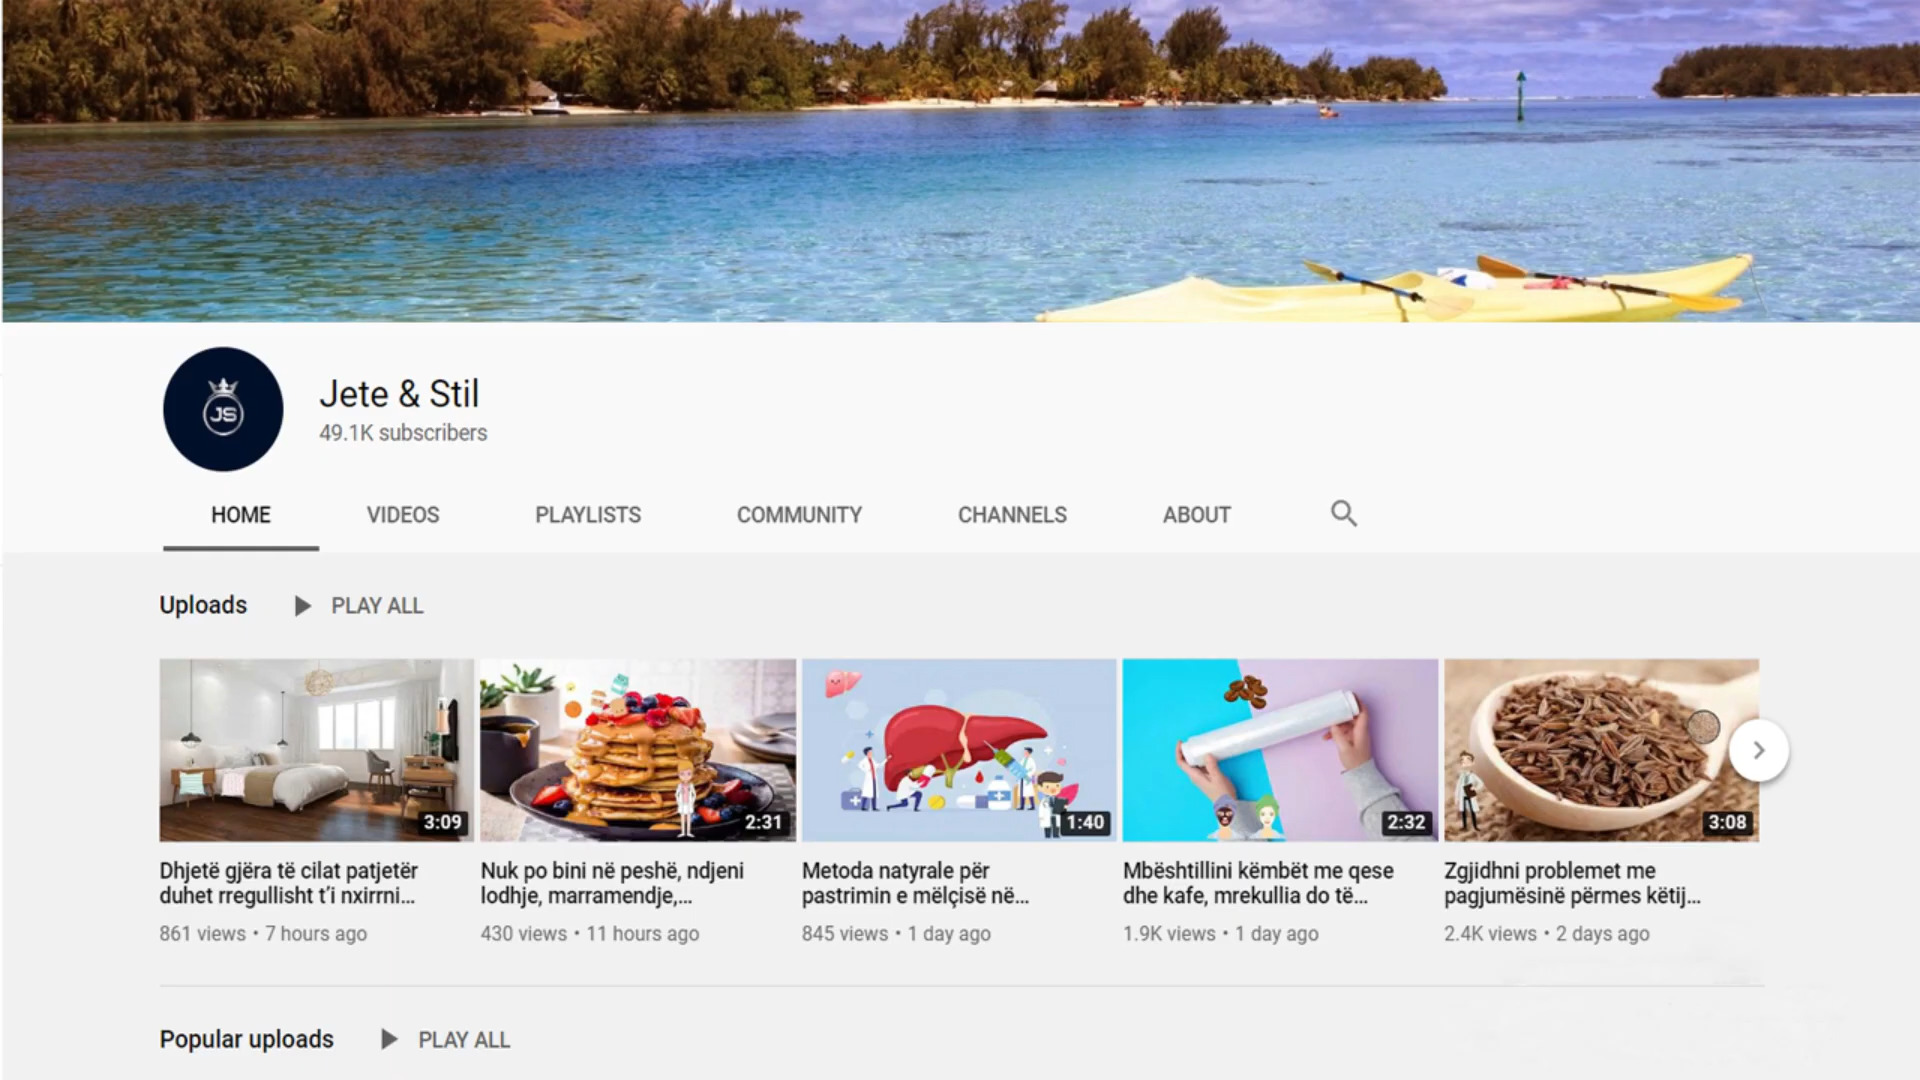 JS
Jete & Stil
49.1K subscribers
HOME VIDEOS PLAYLISTS COMMUNITY CHANNELS ABOUT
Uploads PLAY ALL
3:09 2:31 1:40 2:32 3:08
Dhjetë gjëra të cilat patjetër
duhet rregullisht t’i nxirrni...
861 views • 7 hours ago
Nuk po bini në peshë, ndjeni
lodhje, marramendje,...
430 views • 11 hours ago
Metoda natyrale për
pastrimin e mëlçisë në...
845 views • 1 day ago
Mbështillini këmbët me qese
dhe kafe, mrekullia do të...
1.9K views • 1 day ago
Zgjidhni problemet me
pagjumësinë përmes këtij...
2.4K views • 2 days ago
Popular uploads PLAY ALL